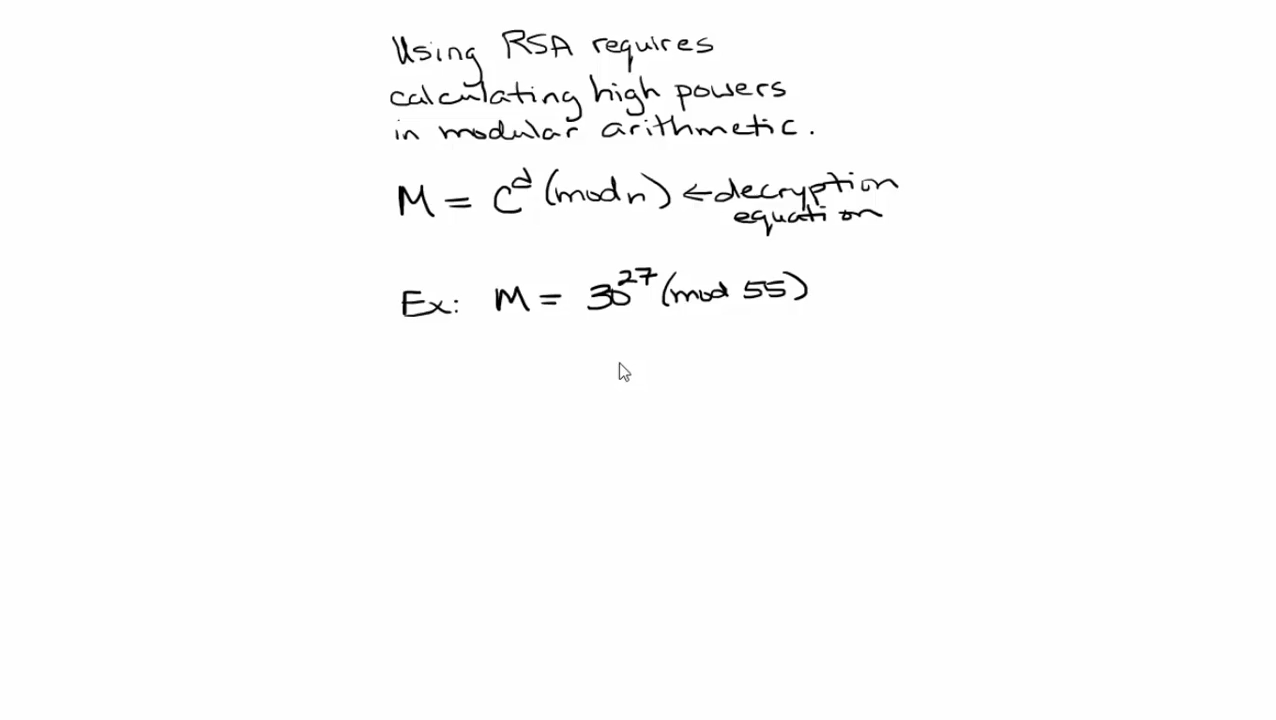 Using RSA requires
calculating high powers
in modular arithmetic.
M = C^d (mod n) ← decryption
equation
Ex: M = 30^27 (mod 55)